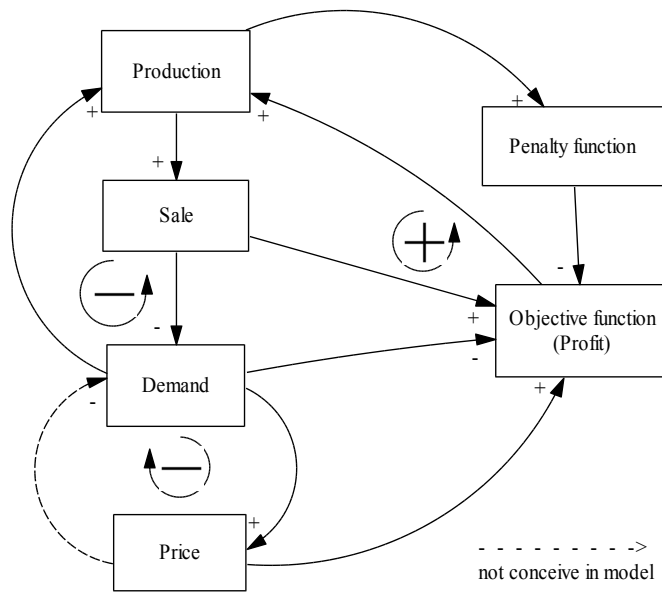 Production
+
+
+
Penalty function
+
Sale
-
+
Objective function
(Profit)
-
-
+
Demand
-
+
Price
- - - - - - - - ->
not conceive in model